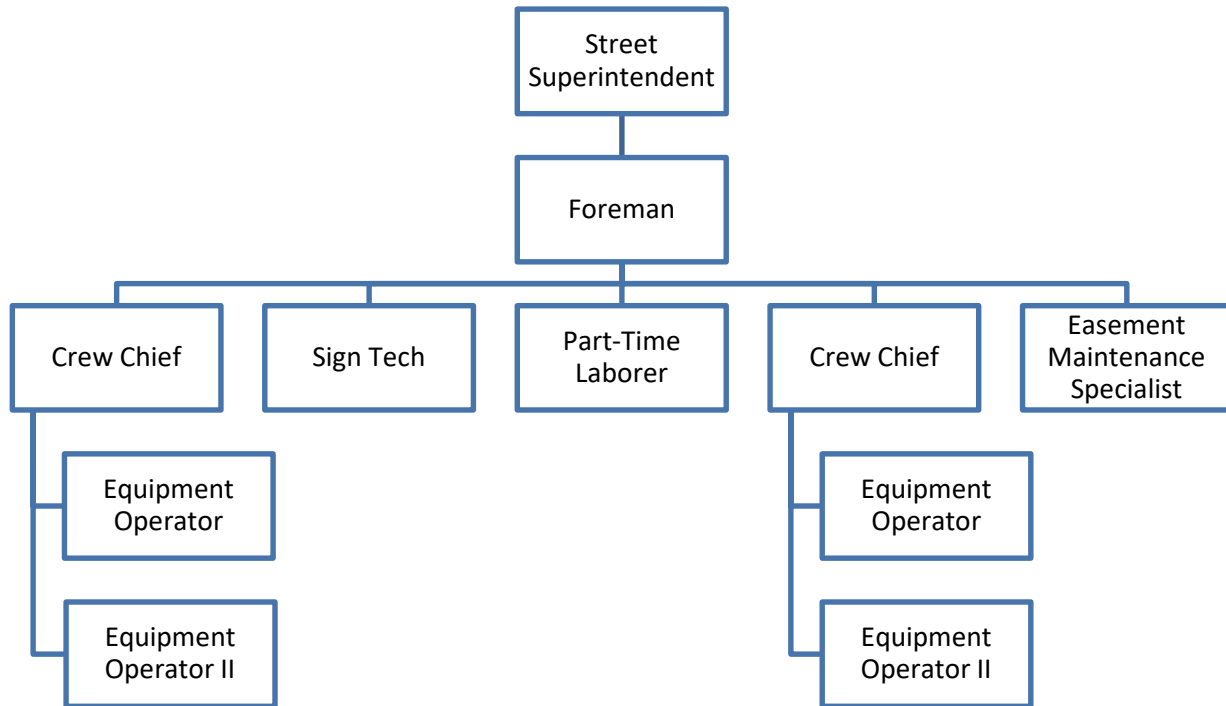 Street
Superintendent
Foreman
Crew Chief
Sign Tech
Part-Time
Laborer
Crew Chief
Easement
Maintenance
Specialist
Equipment
Operator
Equipment
Operator
Equipment
Operator II
Equipment
Operator II